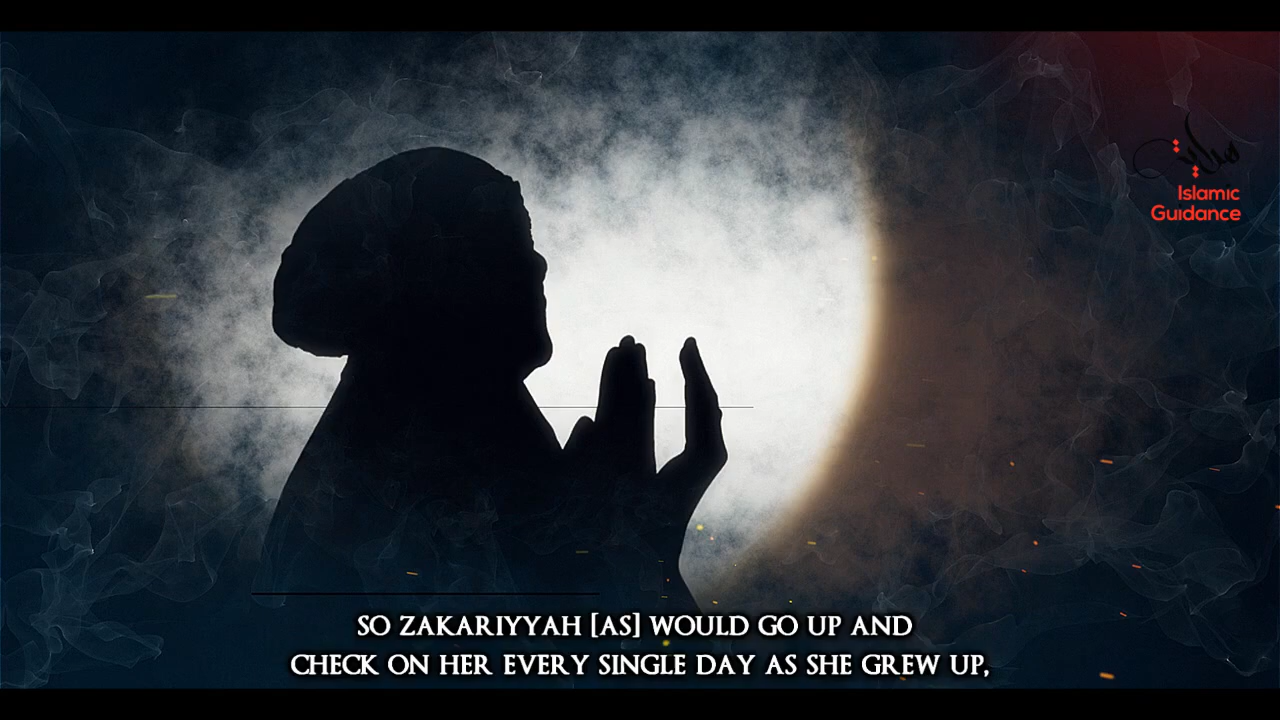 هداية
Islamic
Guidance
SO ZAKARIYYAH [AS] WOULD GO UP AND
CHECK ON HER EVERY SINGLE DAY AS SHE GREW UP,